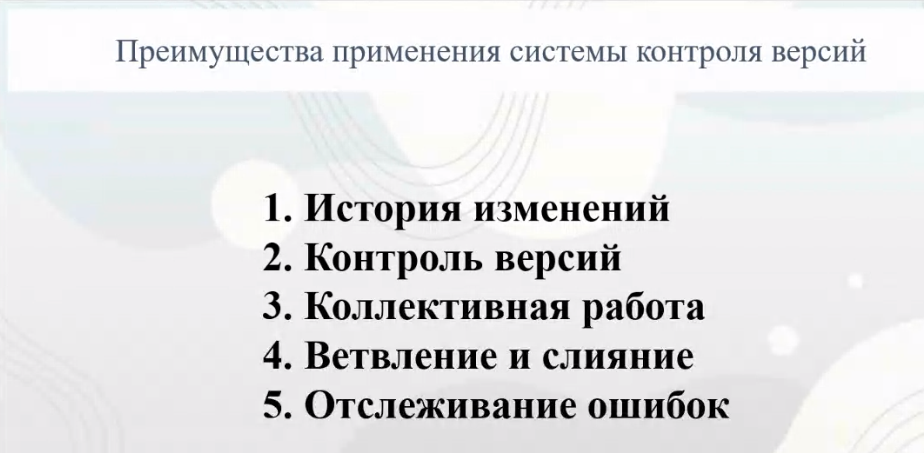 Преимущества применения системы контроля версий
1. История изменений
2. Контроль версий
3. Коллективная работа
4. Ветвление и слияние
5. Отслеживание ошибок